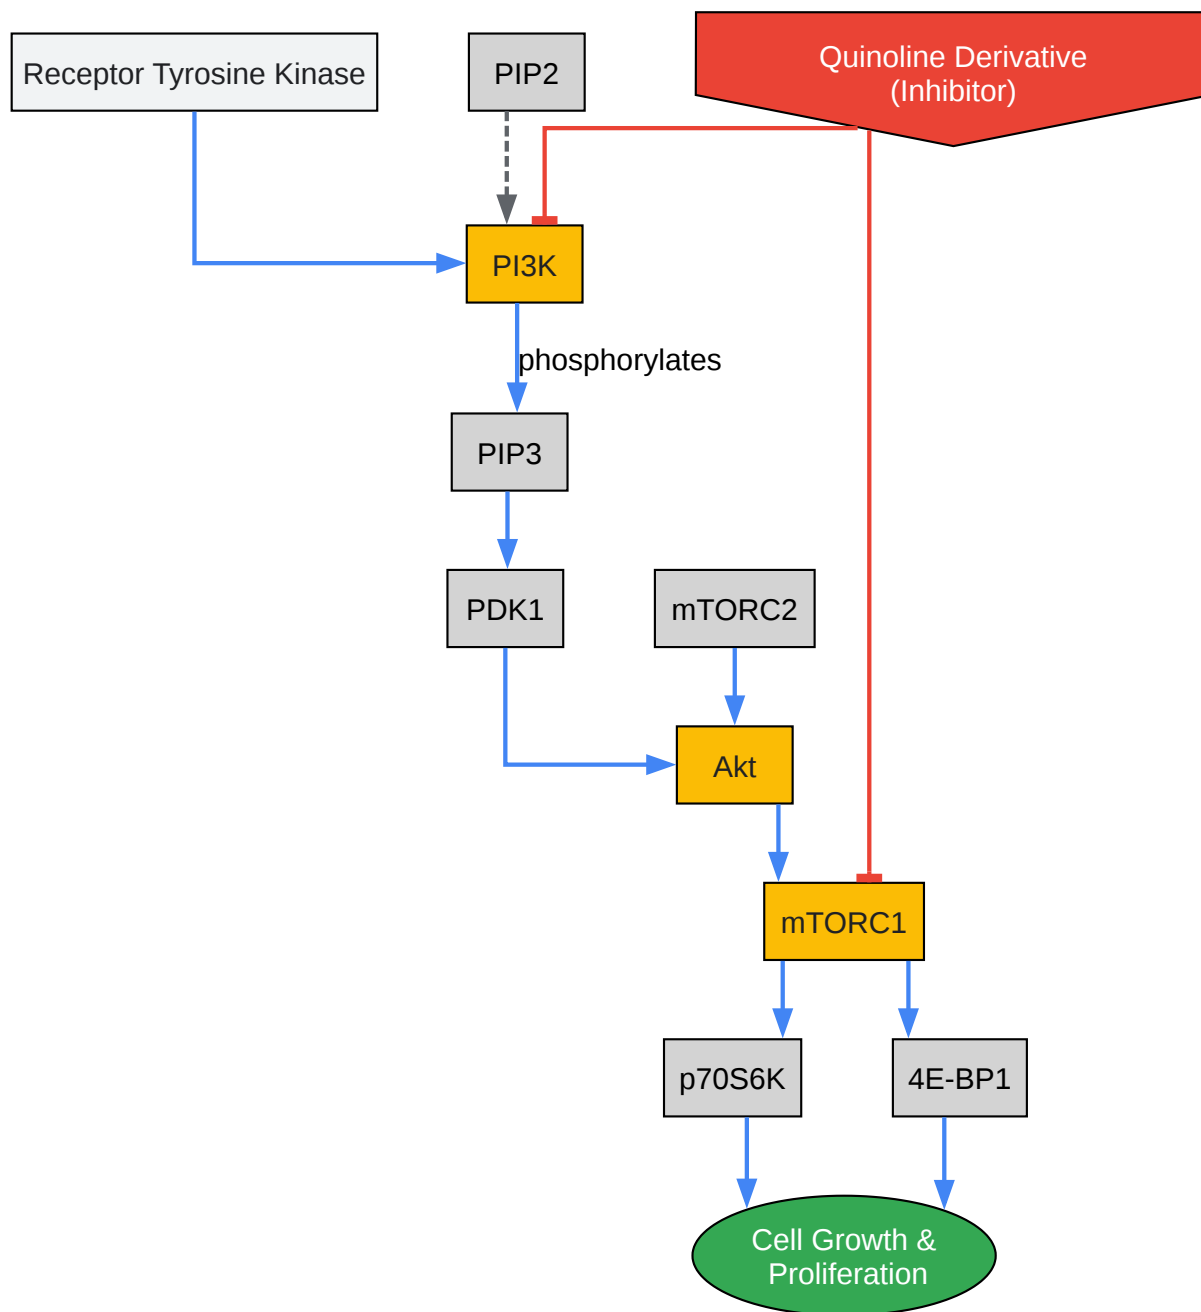 Receptor Tyrosine Kinase
PIP2
Quinoline Derivative
(Inhibitor)
PI3K
phosphorylates
PIP3
PDK1
mTORC2
Akt
mTORC1
p70S6K
4E-BP1
Cell Growth &
Proliferation